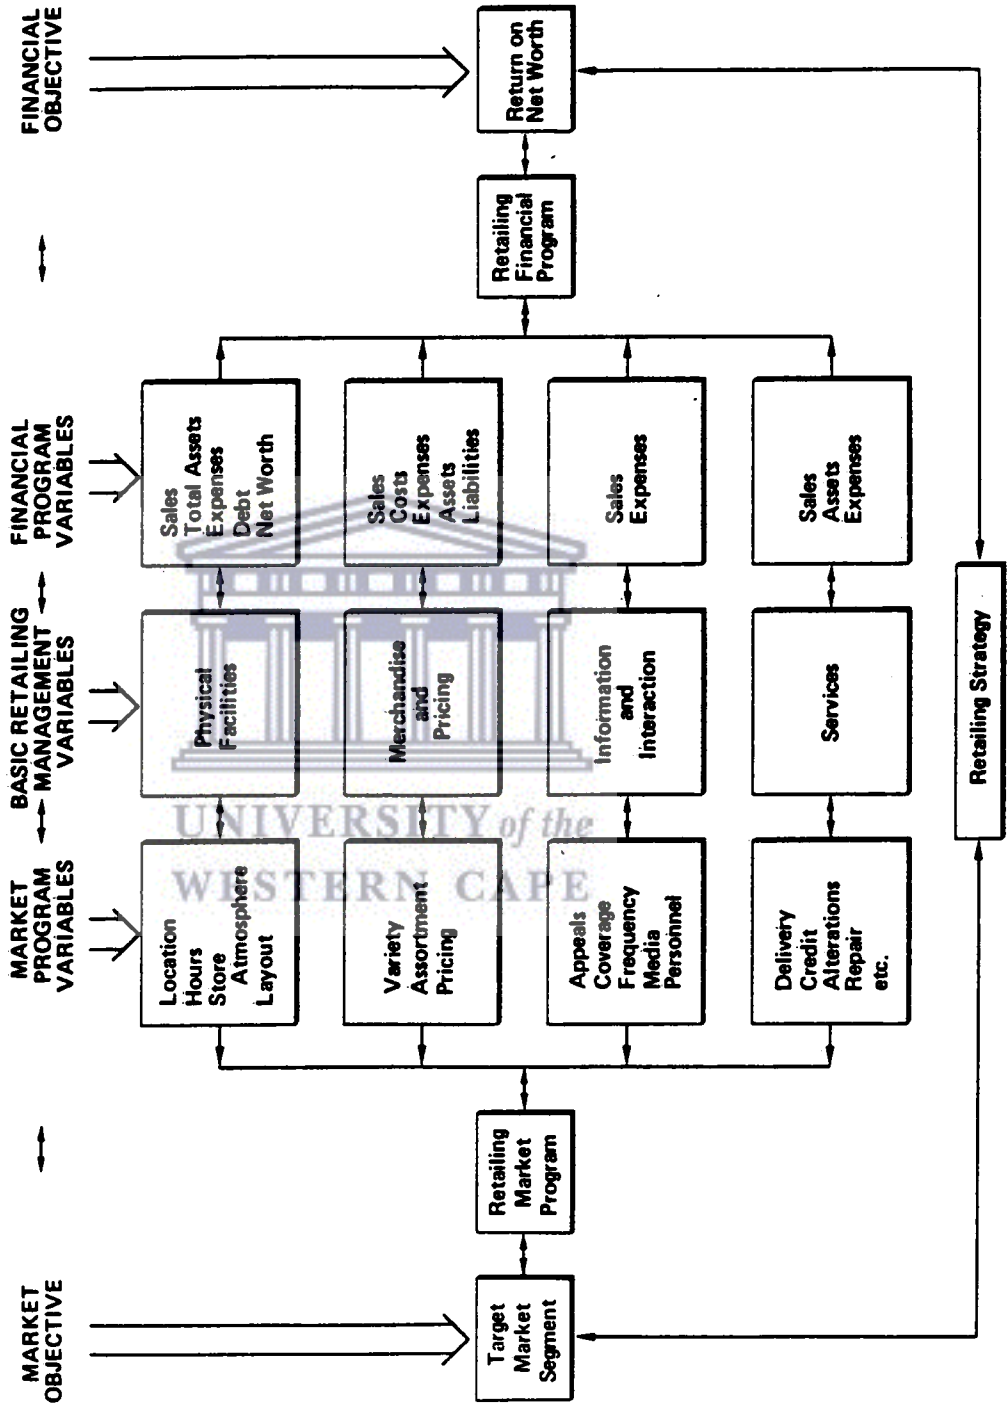 MARKET
OBJECTIVE
MARKET
PROGRAM
VARIABLES
BASIC RETAILING
MANAGEMENT
VARIABLES
FINANCIAL
PROGRAM
VARIABLES
FINANCIAL
OBJECTIVE
Target
Market
Segment
Retailing
Market
Program
Location
Hours
Store
Atmosphere
Layout
Physical
Facilities
Sales
Total Assets
Expenses
Debt
Net Worth
Variety
Assortment
Pricing
Merchandise
and
Pricing
Sales
Costs
Expenses
Assets
Liabilities
Appeals
Coverage
Frequency
Media
Personnel
Information
and
Interaction
Sales
Expenses
Delivery
Credit
Alterations
Repair
etc.
Services
Sales
Assets
Expenses
Retailing
Financial
Program
Return on
Net Worth
Retailing Strategy
UNIVERSITY of the
WESTERN CAPE